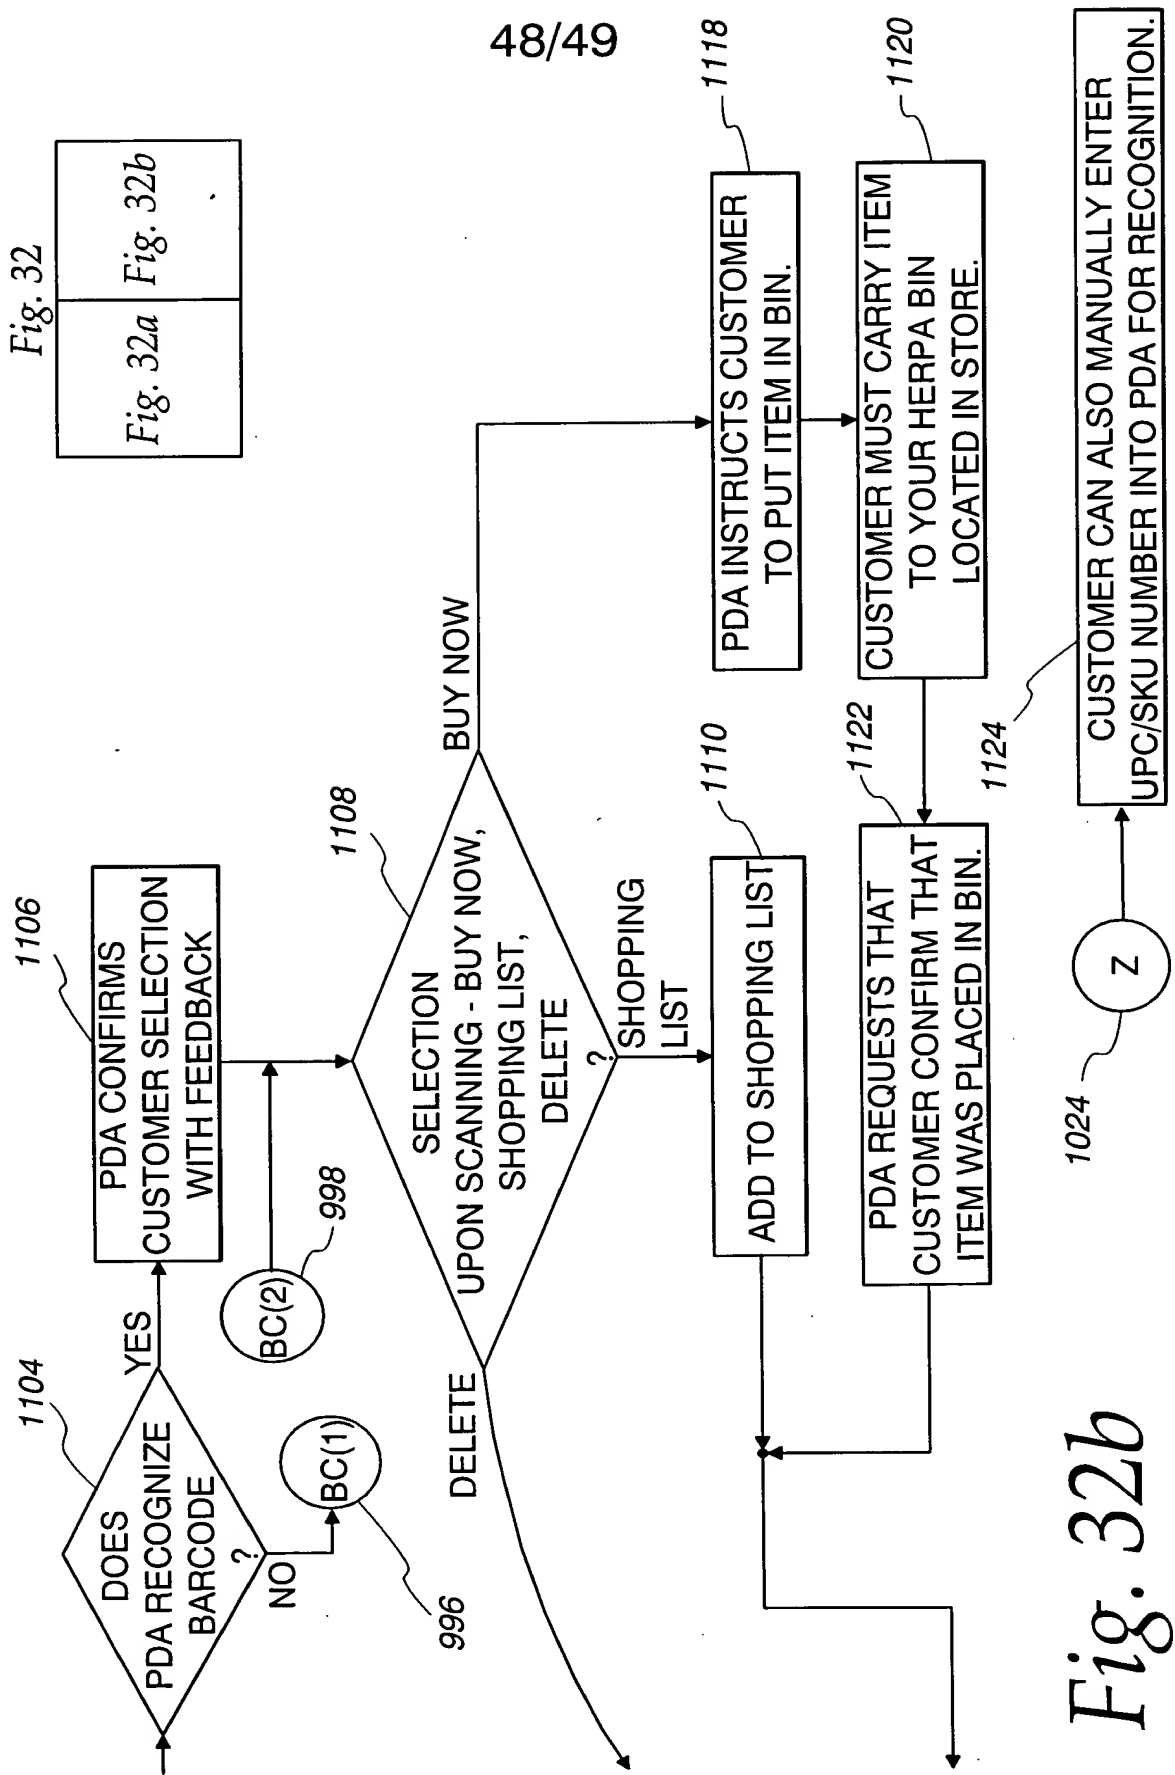 48/49
Fig. 32
Fig. 32a
Fig. 32b
1104
DOES
PDA RECOGNIZE
BARCODE
?
YES
NO
BC(1)
996
1106
PDA CONFIRMS
CUSTOMER SELECTION
WITH FEEDBACK
BC(2)
998
1108
SELECTION
UPON SCANNING - BUY NOW,
SHOPPING LIST,
DELETE
?
DELETE
BUY NOW
SHOPPING
LIST
1110
ADD TO SHOPPING LIST
1118
PDA INSTRUCTS CUSTOMER
TO PUT ITEM IN BIN.
1120
CUSTOMER MUST CARRY ITEM
TO YOUR HERPA BIN
LOCATED IN STORE.
1122
PDA REQUESTS THAT
CUSTOMER CONFIRM THAT
ITEM WAS PLACED IN BIN.
1024
Z
1124
CUSTOMER CAN ALSO MANUALLY ENTER
UPC/SKU NUMBER INTO PDA FOR RECOGNITION.
Fig. 32b